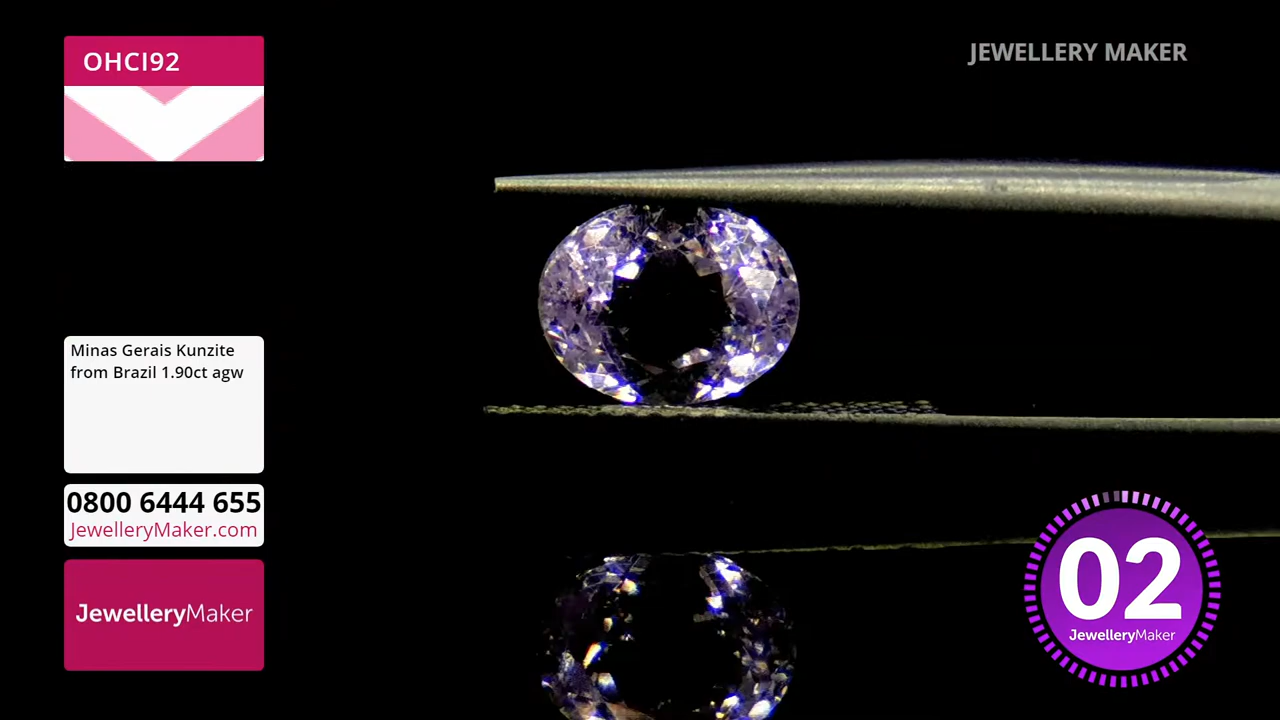 OHCI92
JEWELLERY MAKER
Minas Gerais Kunzite
from Brazil 1.90ct agw
0800 6444 655
JewelleryMaker.com
JewelleryMaker
02
JewelleryMaker